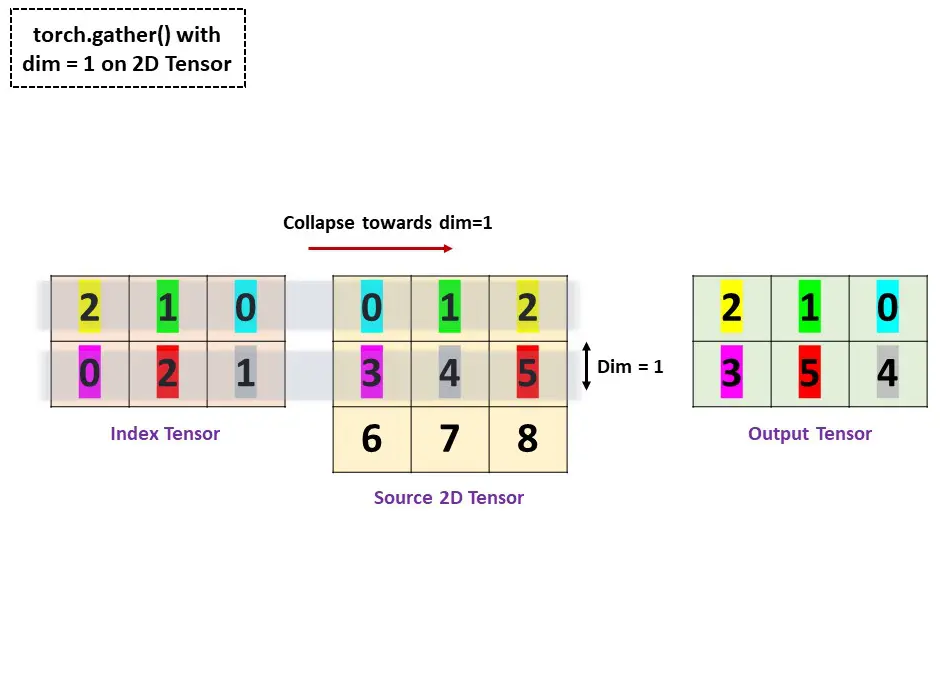 torch.gather() with
dim = 1 on 2D Tensor
Collapse towards dim=1
2 1 0
0 2 1
Index Tensor
0 1 2
3 4 5
6 7 8
Source 2D Tensor
Dim = 1
2 1 0
3 5 4
Output Tensor